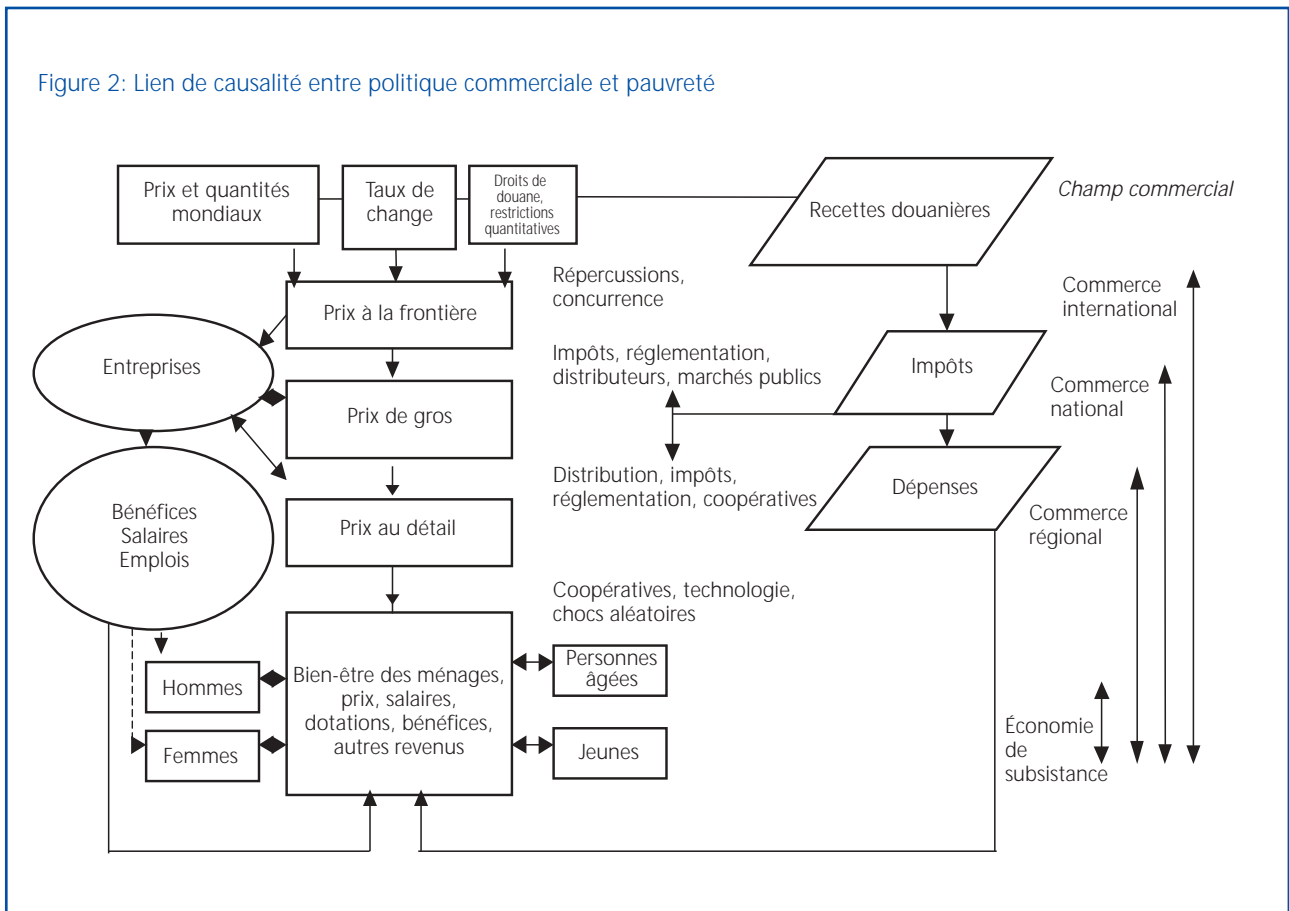 Figure 2: Lien de causalité entre politique commerciale et pauvreté
Prix et quantités
mondiaux
Taux de
change
Droits de
douane,
restrictions
quantitatives
Recettes douanières
Champ commercial
Répercussions,
concurrence
Commerce
international
Prix à la frontière
Entreprises
Impôts, réglementation,
distributeurs, marchés publics
Impôts
Commerce
national
Prix de gros
Distribution, impôts,
réglementation, coopératives
Dépenses
Commerce
régional
Bénéfices
Salaires
Emplois
Prix au détail
Coopératives, technologie,
chocs aléatoires
Hommes
Femmes
Bien-être des ménages,
prix, salaires,
dotations, bénéfices,
autres revenus
Personnes
âgées
Jeunes
Économie
de
subsistance